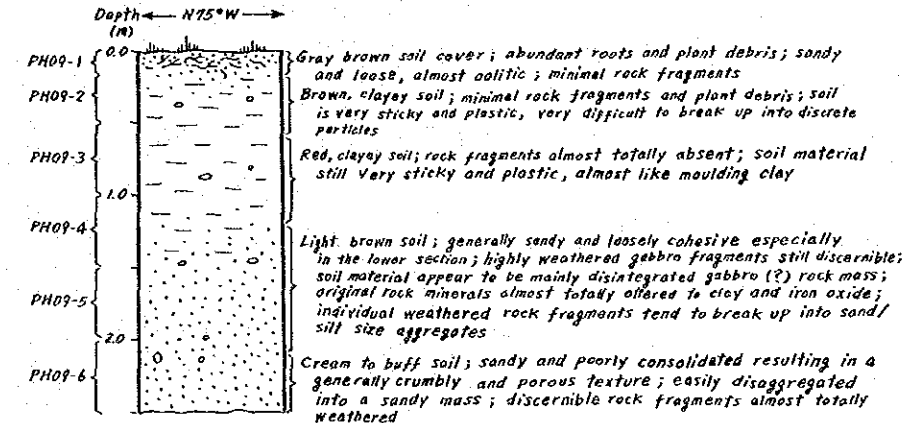 Depth N75°W
(m)
0.0
PH09-1
Gray brown soil cover; abundant roots and plant debris; sandy
and loose, almost oolitic; minimal rock fragments
PH09-2
Brown, clayey soil; minimal rock fragments and plant debris; soil
is very sticky and plastic, very difficult to break up into discrete
particles
PH09-3
Red, clayey soil; rock fragments almost totally absent; soil material
still very sticky and plastic, almost like moulding clay
1.0
PH09-4
Light brown soil; generally sandy and loosely cohesive especially
in the lower section; highly weathered gabbro fragments still discernible;
soil material appear to be mainly disintegrated gabbro (?) rock mass;
original rock minerals almost totally altered to clay and iron oxide;
individual weathered rock fragments tend to break up into sand/
silt size aggregates
PH09-5
2.0
PH09-6
Cream to buff soil; sandy and poorly consolidated resulting in a
generally crumbly and porous texture; easily disaggregated
into a sandy mass; discernible rock fragments almost totally
weathered